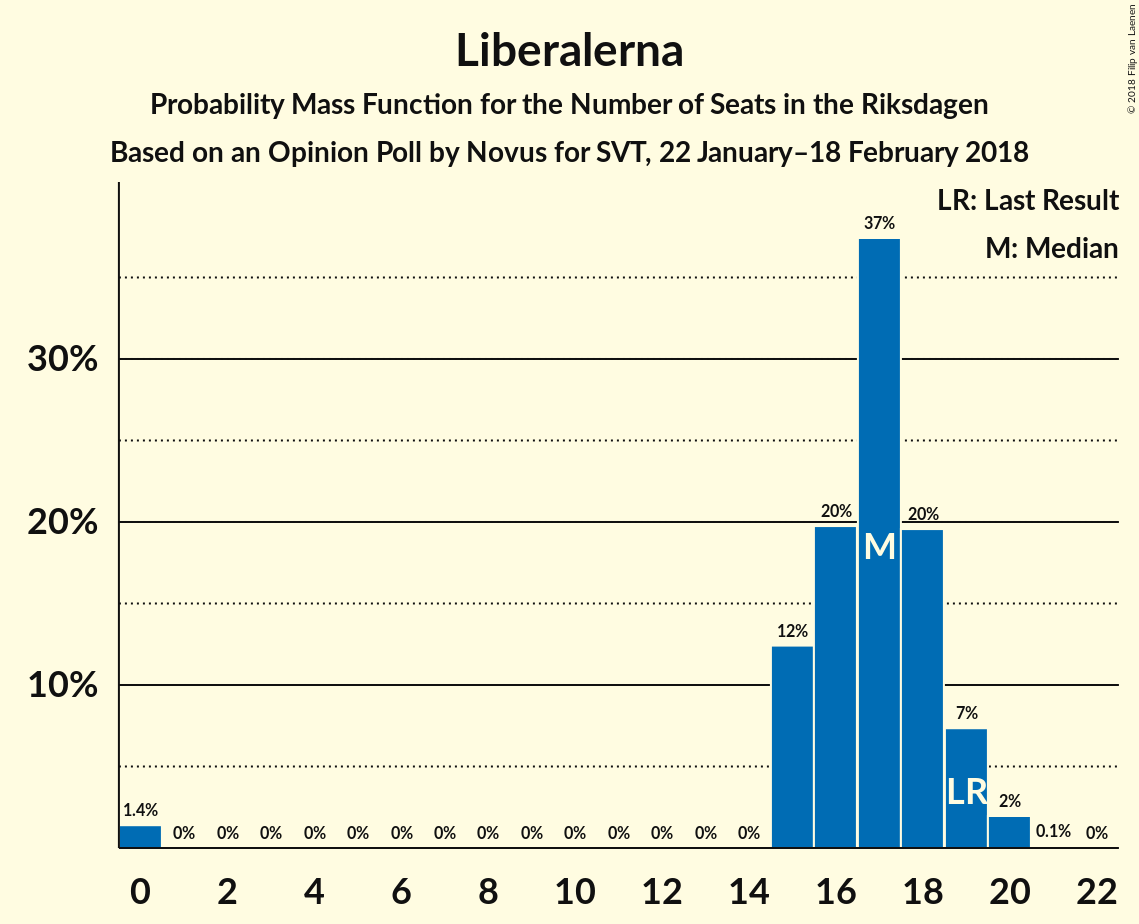 Liberalerna
Probability Mass Function for the Number of Seats in the Riksdagen
Based on an Opinion Poll by Novus for SVT, 22 January–18 February 2018
© 2018 Filip van Laenen
LR: Last Result
M: Median
30%
20%
10%
1.4% 0% 0% 0% 0% 0% 0% 0% 0% 0% 0% 0% 0% 0% 0% 12% 20% 37% 20% 7% 2% 0.1% 0%
M
LR
0 2 4 6 8 10 12 14 16 18 20 22